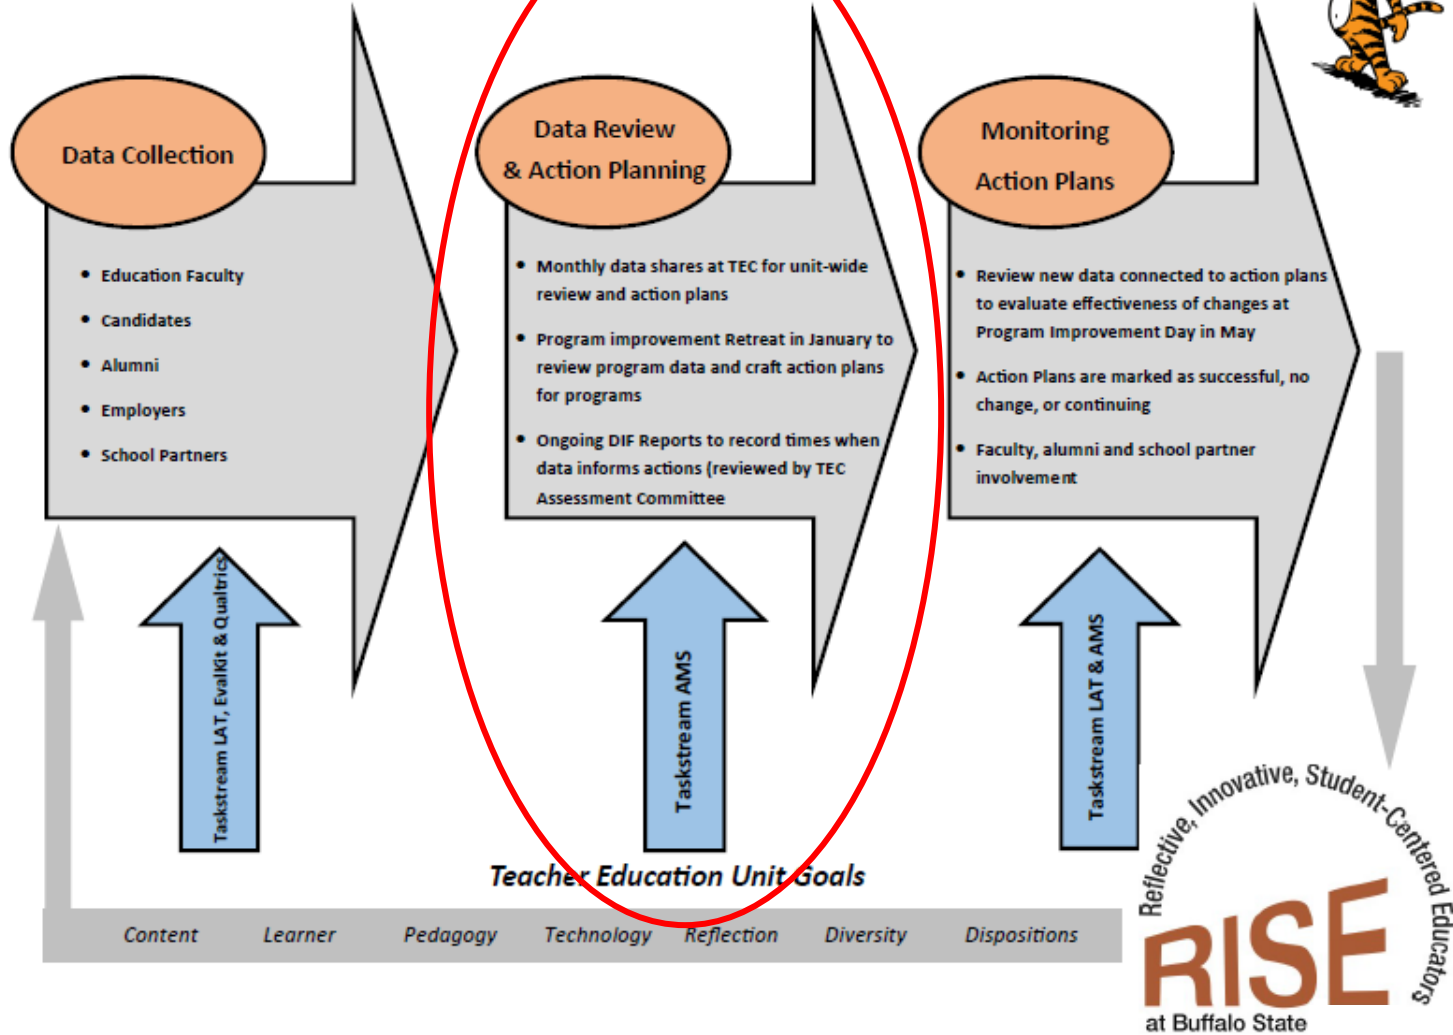 Data Collection
• Education Faculty
• Candidates
• Alumni
• Employers
• School Partners
Taskstream LAT, EvalKit & Qualtrics
Data Review
& Action Planning
• Monthly data shares at TEC for unit-wide
review and action plans
• Program improvement Retreat in January to
review program data and craft action plans
for programs
• Ongoing DIF Reports to record times when
data informs actions (reviewed by TEC
Assessment Committee
Taskstream AMS
Monitoring
Action Plans
• Review new data connected to action plans
to evaluate effectiveness of changes at
Program Improvement Day in May
• Action Plans are marked as successful, no
change, or continuing
• Faculty, alumni and school partner
involvement
Taskstream LAT & AMS
Teacher Education Unit Goals
Content Learner Pedagogy Technology Reflection Diversity Dispositions
Reflective, Innovative, Student-Centered Educators
RISE
at Buffalo State